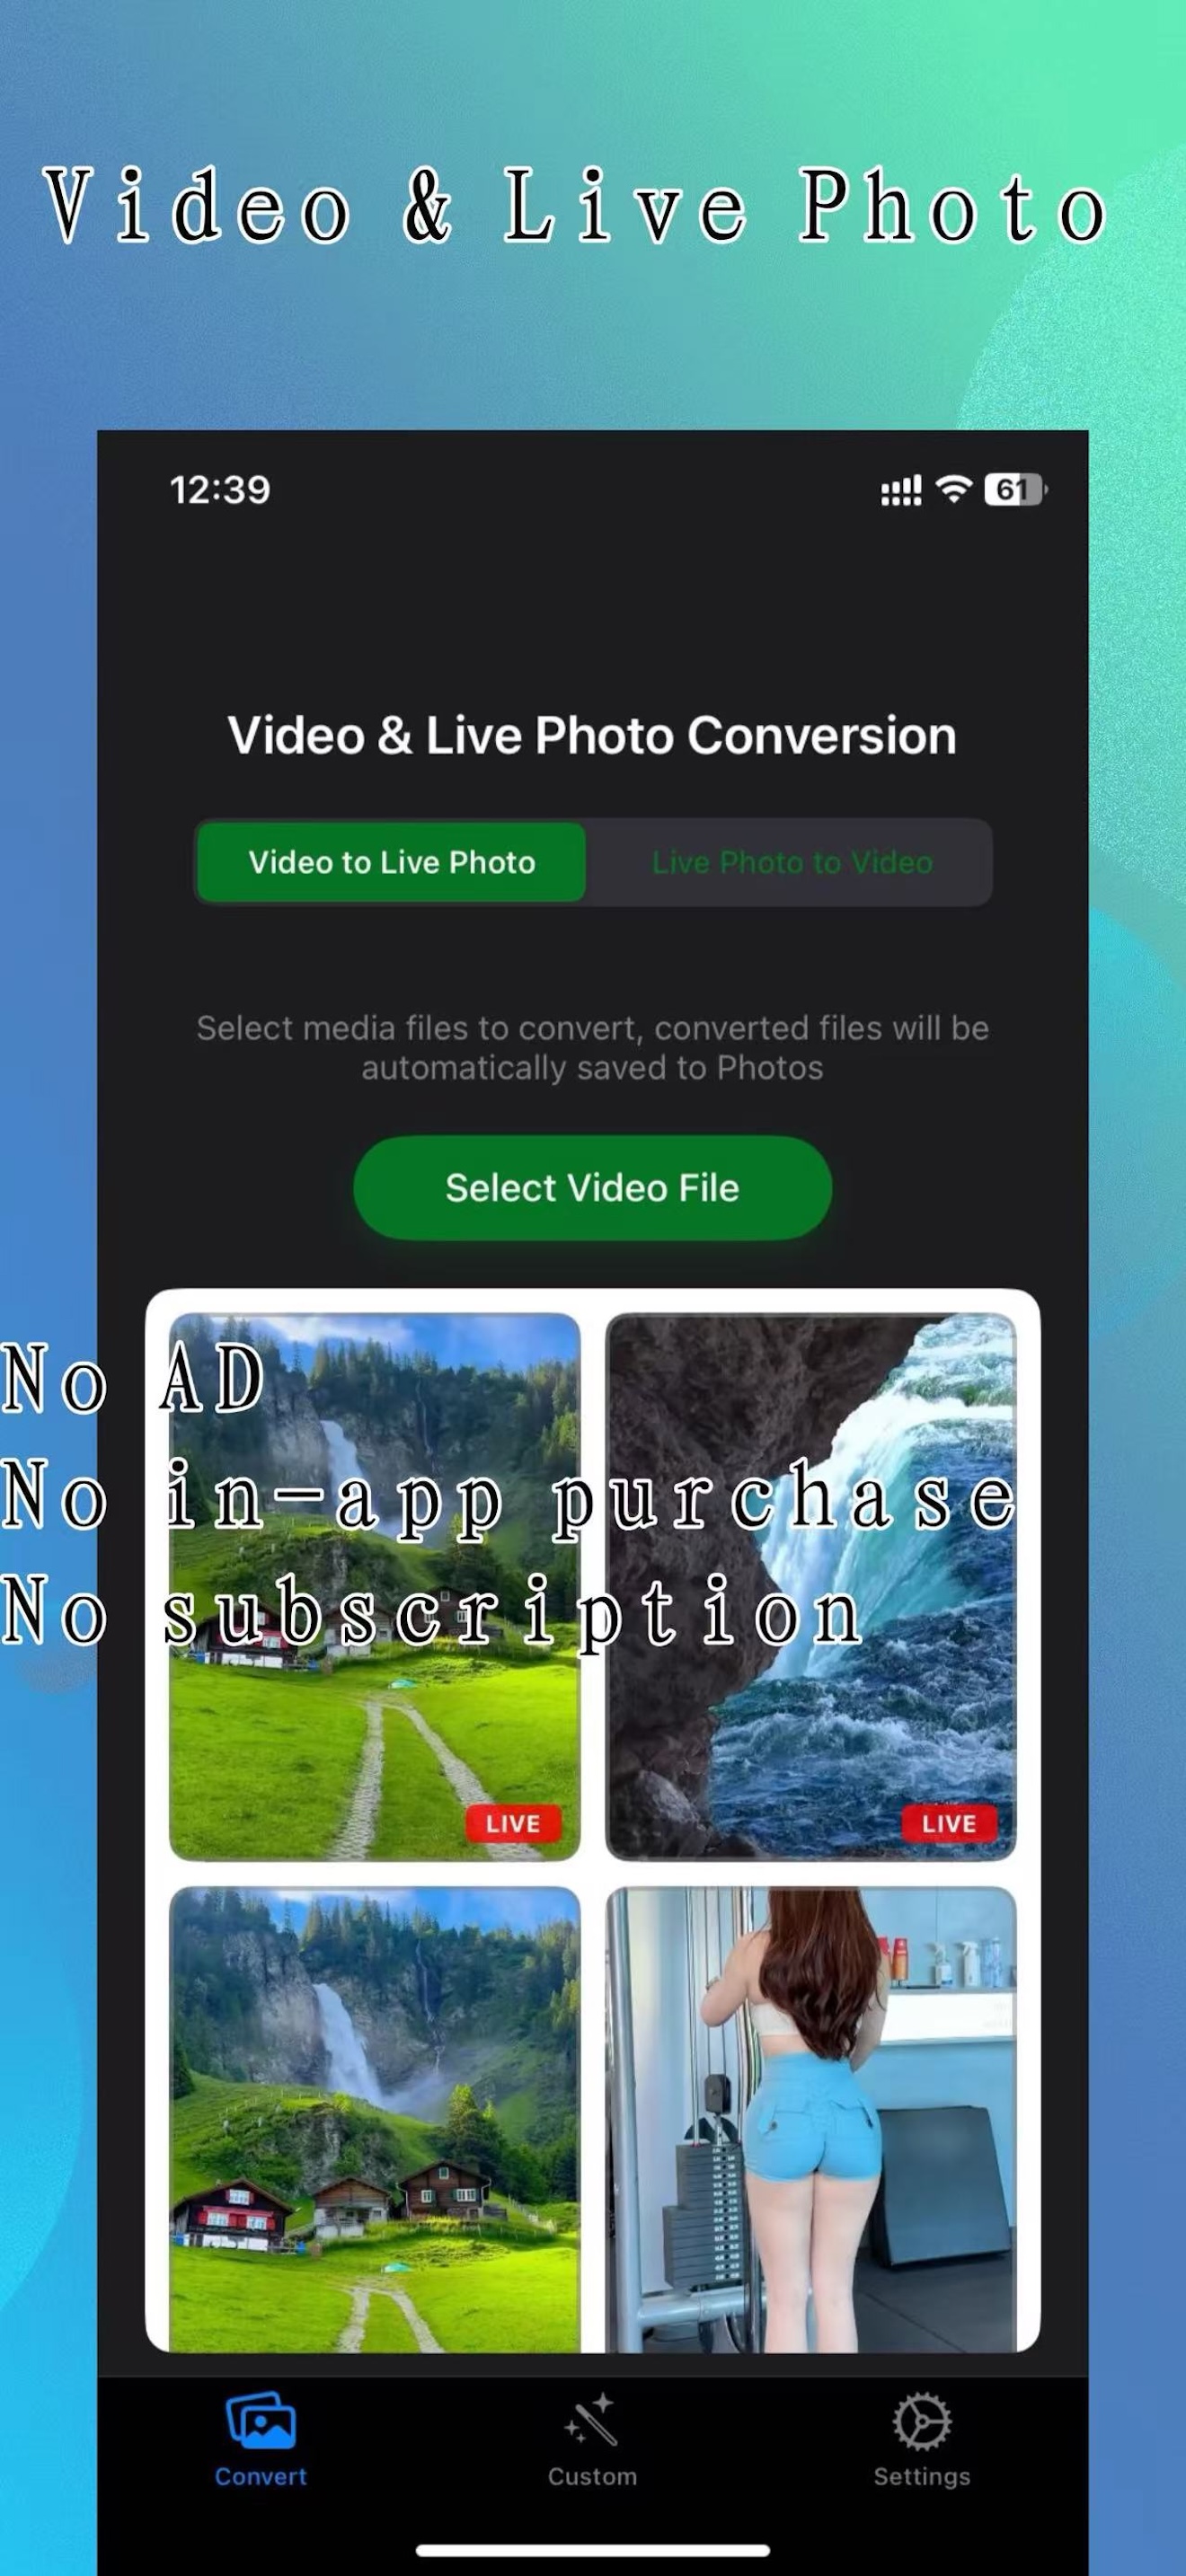 Video & Live Photo
12:39
61
Video & Live Photo Conversion
Video to Live Photo
Live Photo to Video
Select media files to convert, converted files will be
automatically saved to Photos
Select Video File
No AD
No in-app purchase
No subscription
LIVE
LIVE
Convert
Custom
Settings